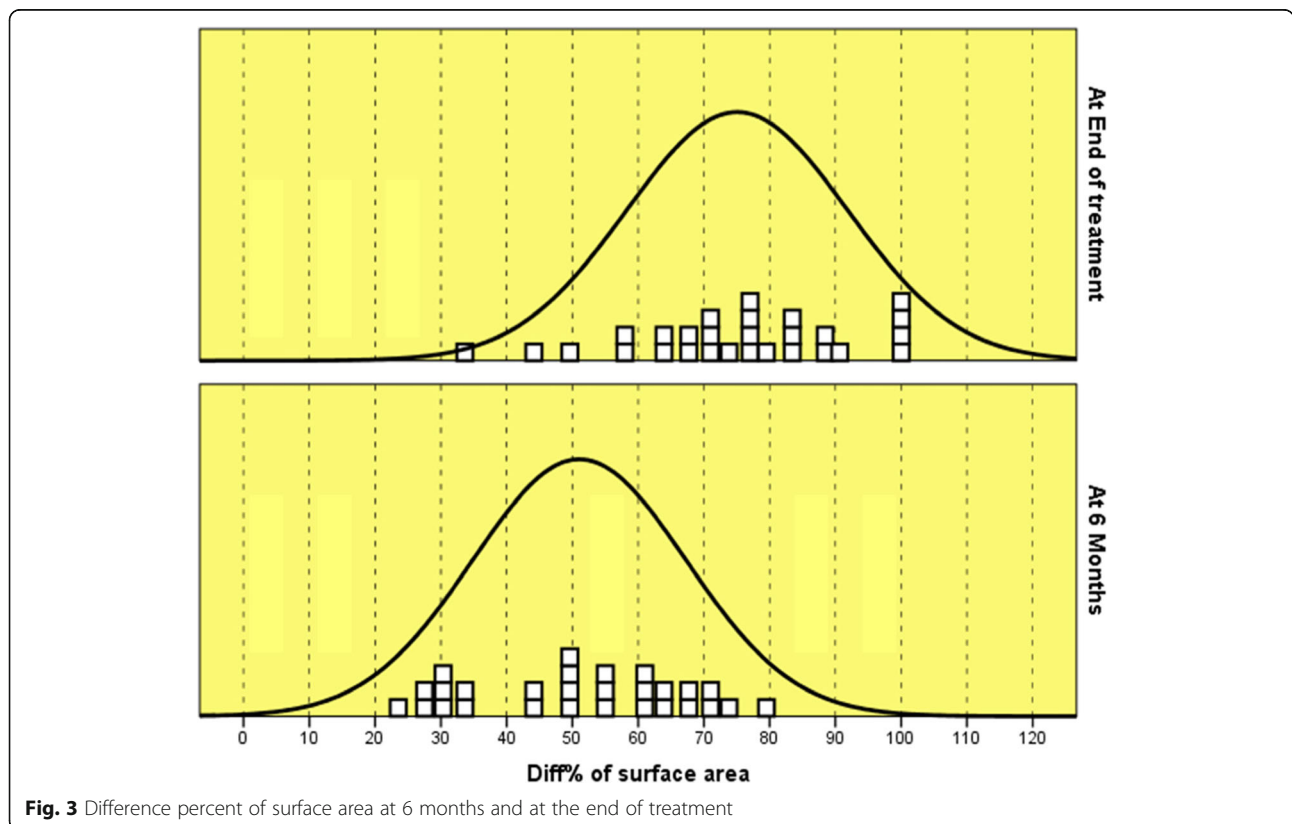 At End of treatment
At 6 Months
0 10 20 30 40 50 60 70 80 90 100 110 120
Diff% of surface area
Fig. 3 Difference percent of surface area at 6 months and at the end of treatment